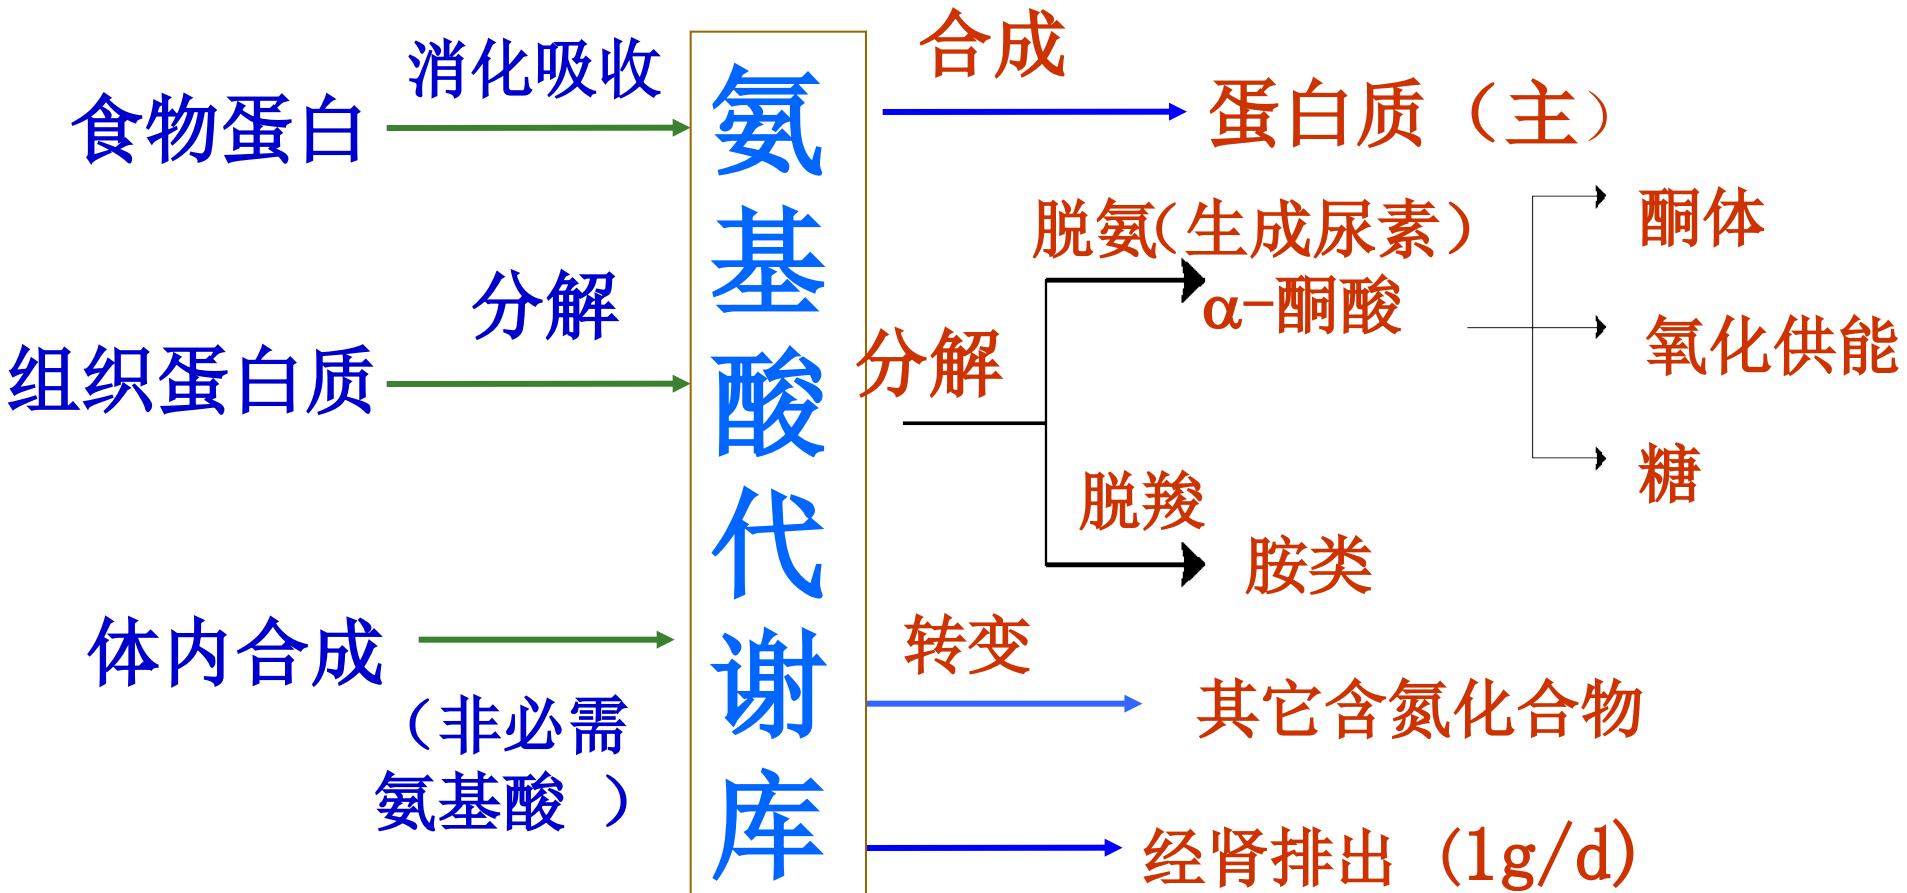 消化吸收
食物蛋白
分解
组织蛋白质
体内合成
（非必需
氨基酸 ）
氨基酸代谢库
合成
蛋白质（主）
分解
脱氨（生成尿素）
α-酮酸
酮体
氧化供能
糖
脱羧
胺类
转变
其它含氮化合物
经肾排出 (1g/d)